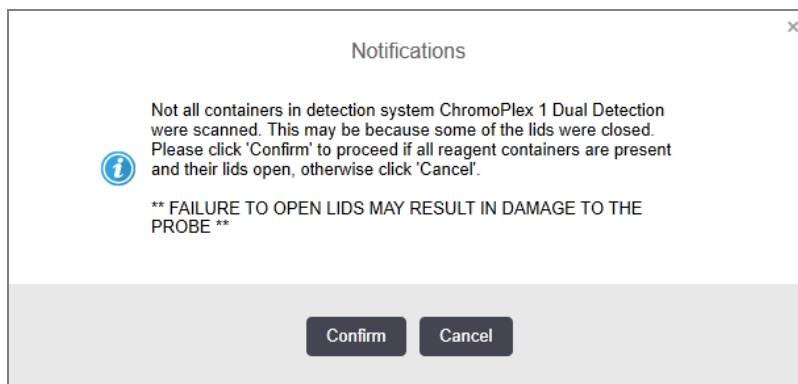 ×
Notifications
Not all containers in detection system ChromoPlex 1 Dual Detection
were scanned. This may be because some of the lids were closed.
Please click 'Confirm' to proceed if all reagent containers are present
and their lids open, otherwise click 'Cancel'.
** FAILURE TO OPEN LIDS MAY RESULT IN DAMAGE TO THE
PROBE **
Confirm Cancel